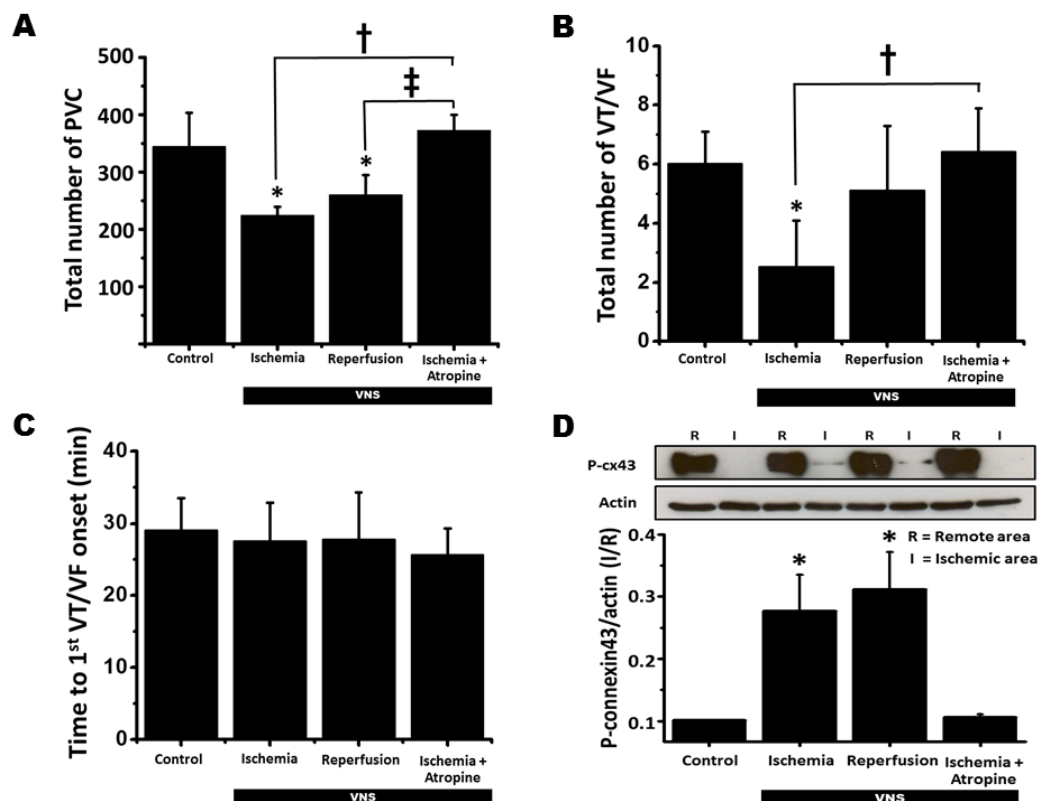 A
Total number of PVC
500
400
300
200
100
†
‡
*
*
Control
Ischemia
Reperfusion
Ischemia +
Atropine
VNS
B
Total number of VT/VF
10
8
6
4
2
0
†
*
Control
Ischemia
Reperfusion
Ischemia +
Atropine
VNS
C
Time to 1st VT/VF onset (min)
40
30
20
10
0
Control
Ischemia
Reperfusion
Ischemia +
Atropine
VNS
D
R I R I R I R I
P-cx43
Actin
P-connexin43/actin (I/R)
0.4
0.3
0.2
0.1
*
*
R = Remote area
I = Ischemic area
Control
Ischemia
Reperfusion
Ischemia +
Atropine
VNS